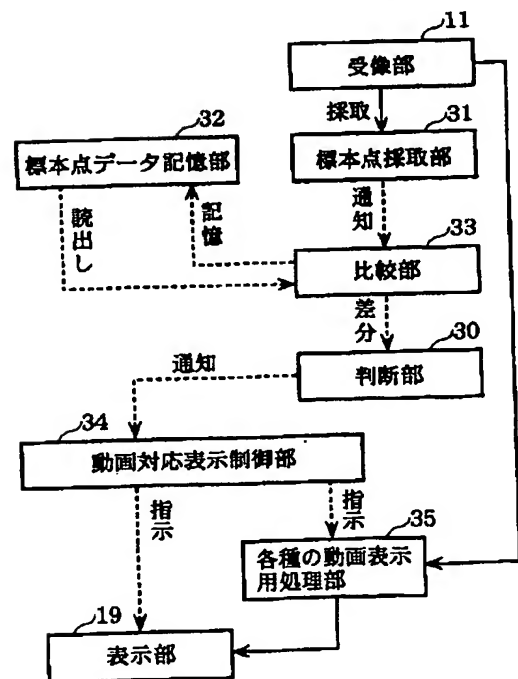 11
受像部
採取
32
31
標本点データ記憶部
標本点採取部
読出し
記憶
通知
33
比較部
差分
30
通知
判断部
34
動画対応表示制御部
指示
指示
35
各種の動画表示
用処理部
19
表示部